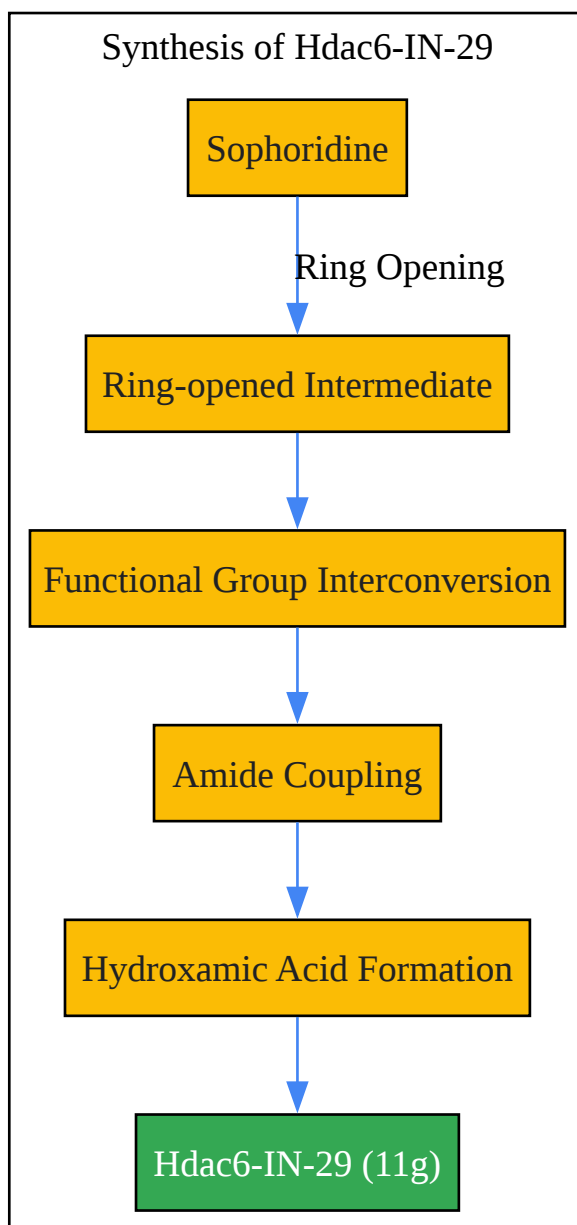 Synthesis of Hdac6-IN-29
Sophoridine
Ring Opening
Ring-opened Intermediate
Functional Group Interconversion
Amide Coupling
Hydroxamic Acid Formation
Hdac6-IN-29 (11g)